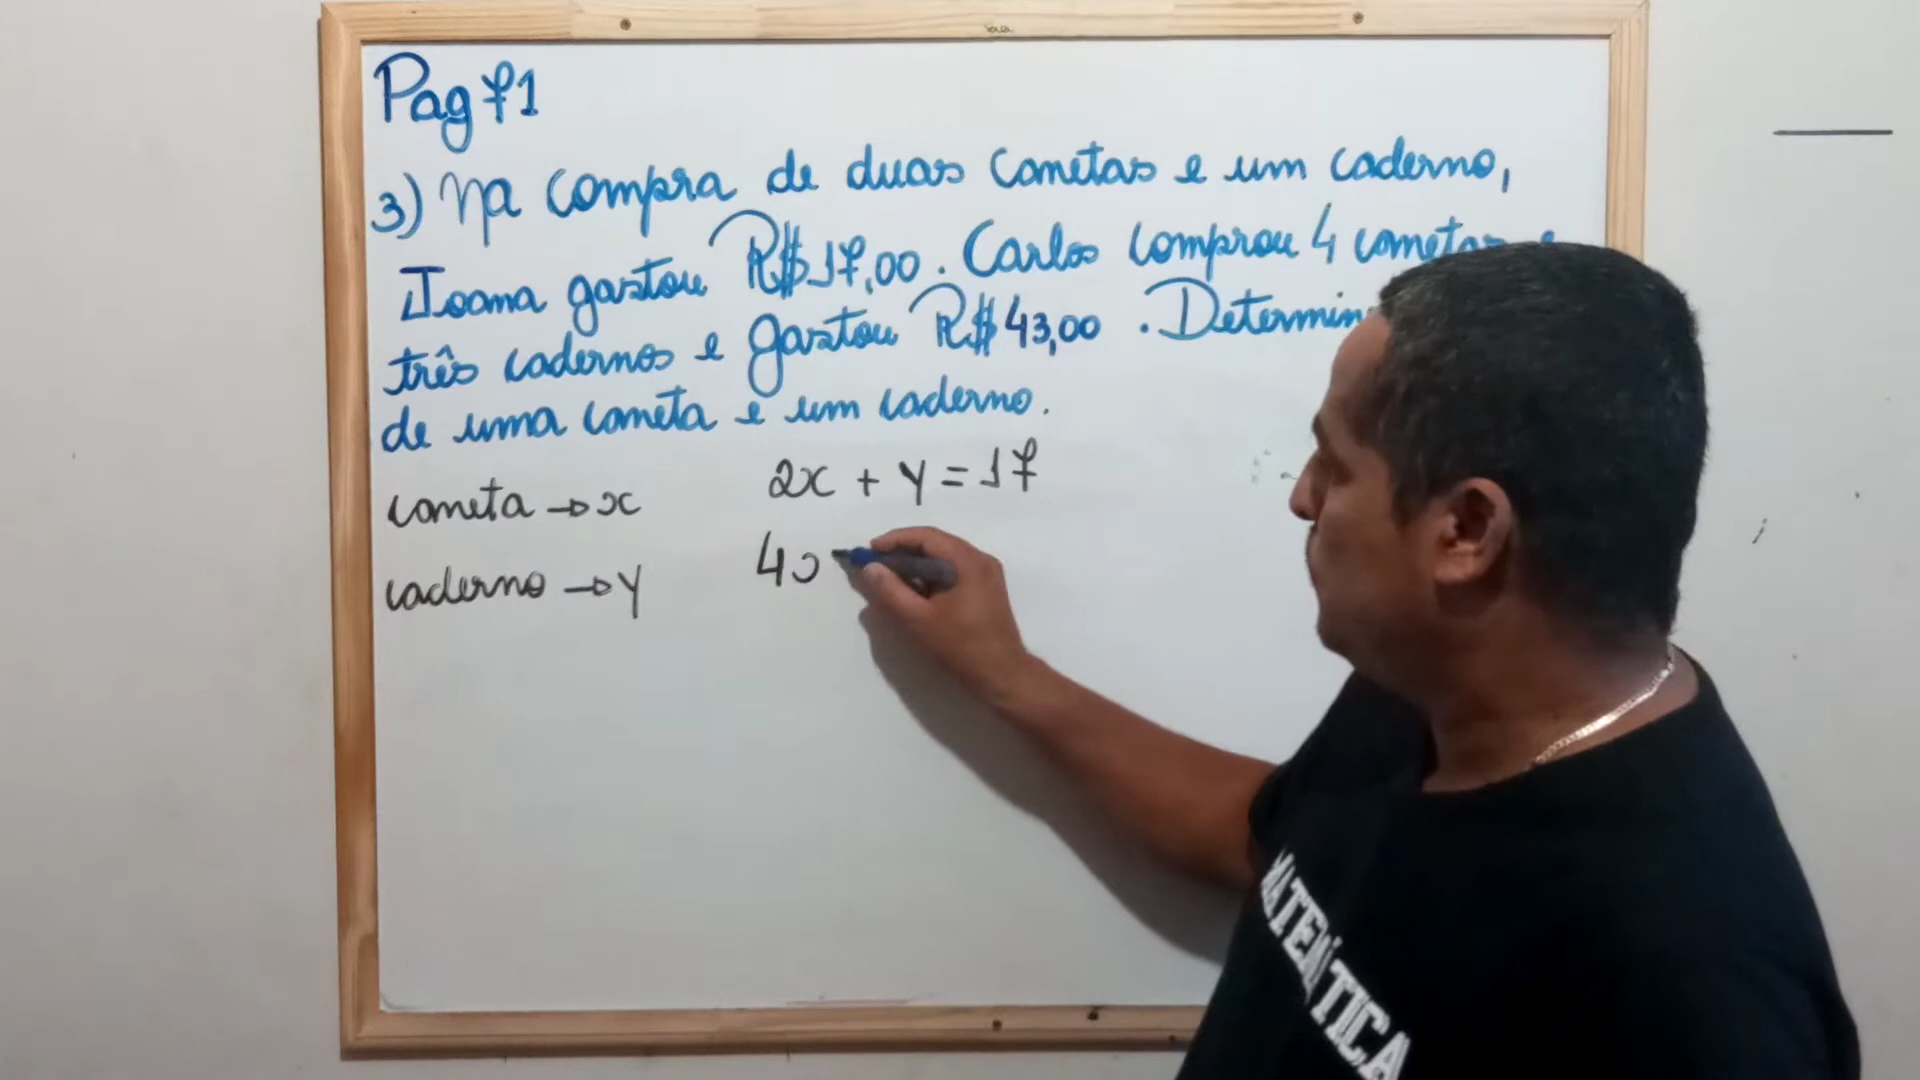 Pag 71
3) Na compra de duas canetas e um caderno,
Joana gastou R$ 17,00. Carlos comprou 4 canetas e
três cadernos e gastou R$ 43,00. Determin
de uma caneta e um caderno.
caneta → x
2x + y = 17
caderno → y
4x
MATEMÁTICA